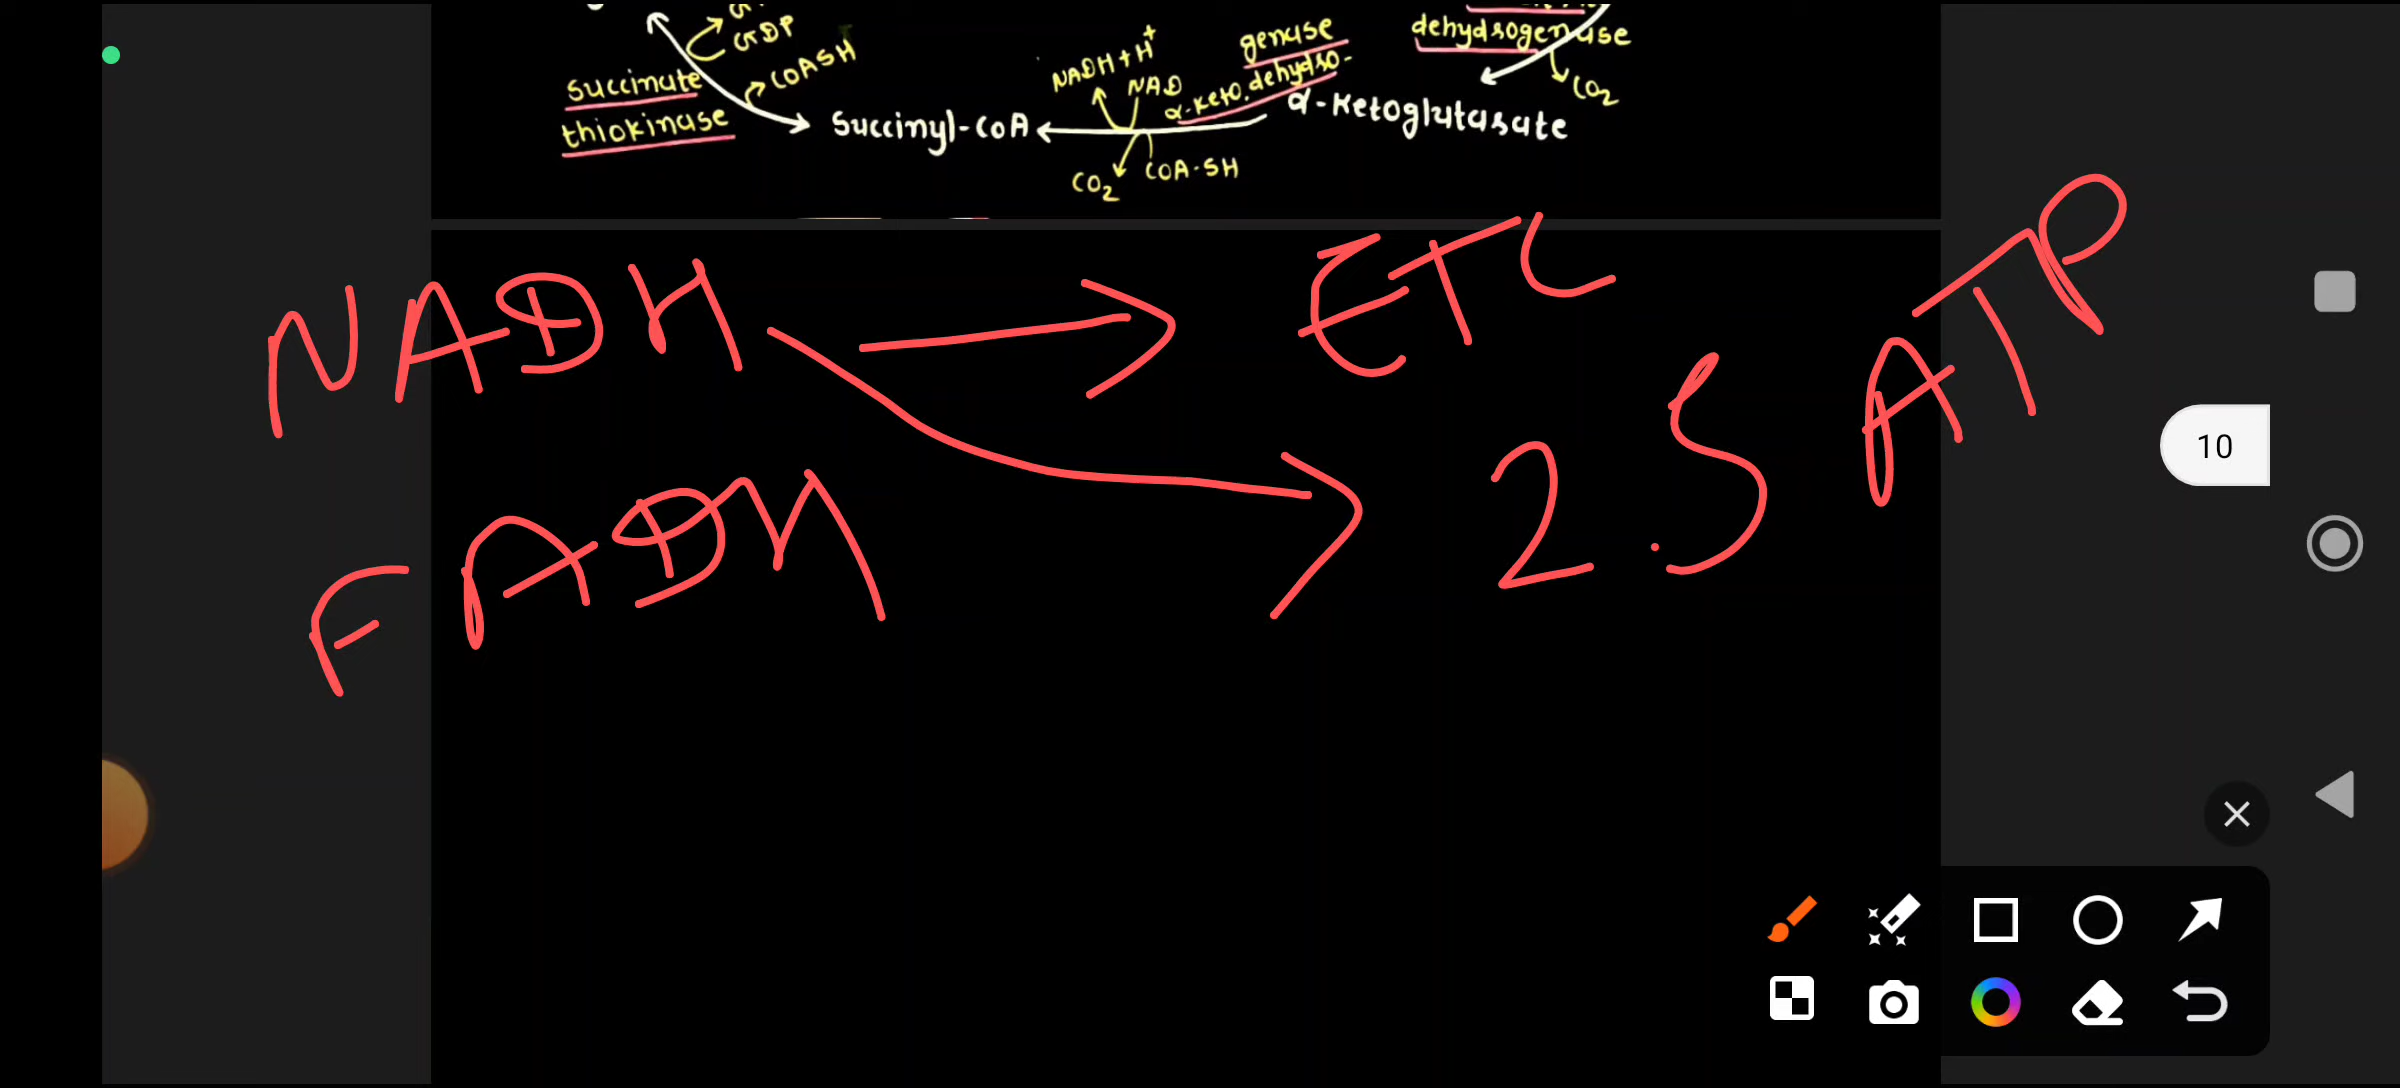 GDP
COASH
succinate
thiokinase
Succinyl-CoA
NADH+H+
NAD
genase
α-keto.dehydro-
CO2
COA-SH
dehydrogenase
CO2
α-Ketoglutarate
NADH → ETC
2.5 ATP
FADH
10